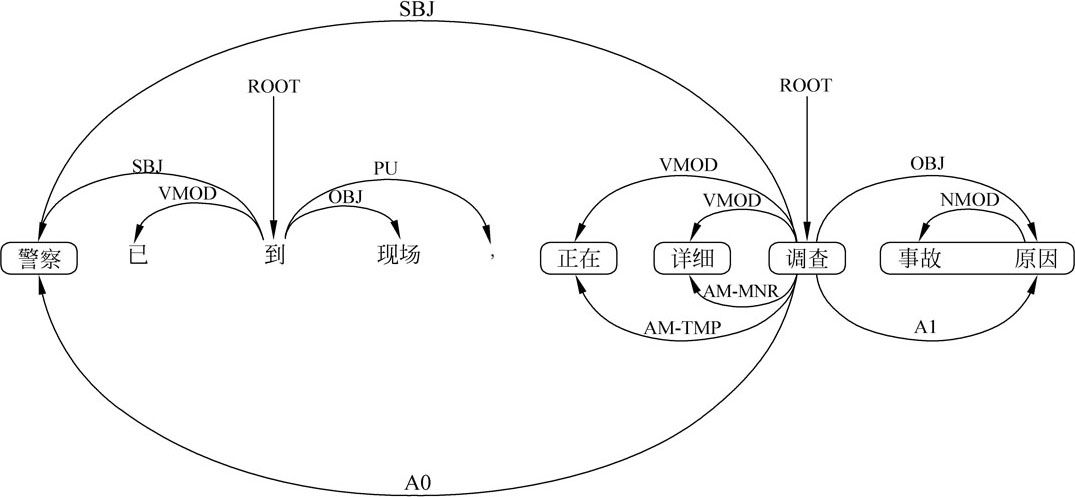 SBJ
ROOT
ROOT
SBJ
VMOD
PU
OBJ
VMOD
VMOD
OBJ
NMOD
警察 已 到 现场 , 正在 详细 调查 事故 原因
AM-MNR
AM-TMP
A1
A0